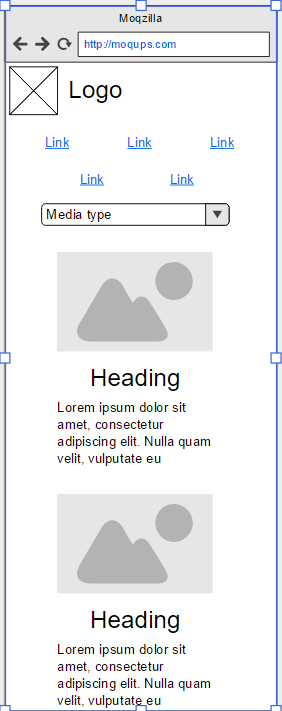 Moqzilla
http://moqups.com
Logo
Link Link Link
Link Link
Media type
Heading
Lorem ipsum dolor sit
amet, consectetur
adipiscing elit. Nulla quam
velit, vulputate eu
Heading
Lorem ipsum dolor sit
amet, consectetur
adipiscing elit. Nulla quam
velit, vulputate eu